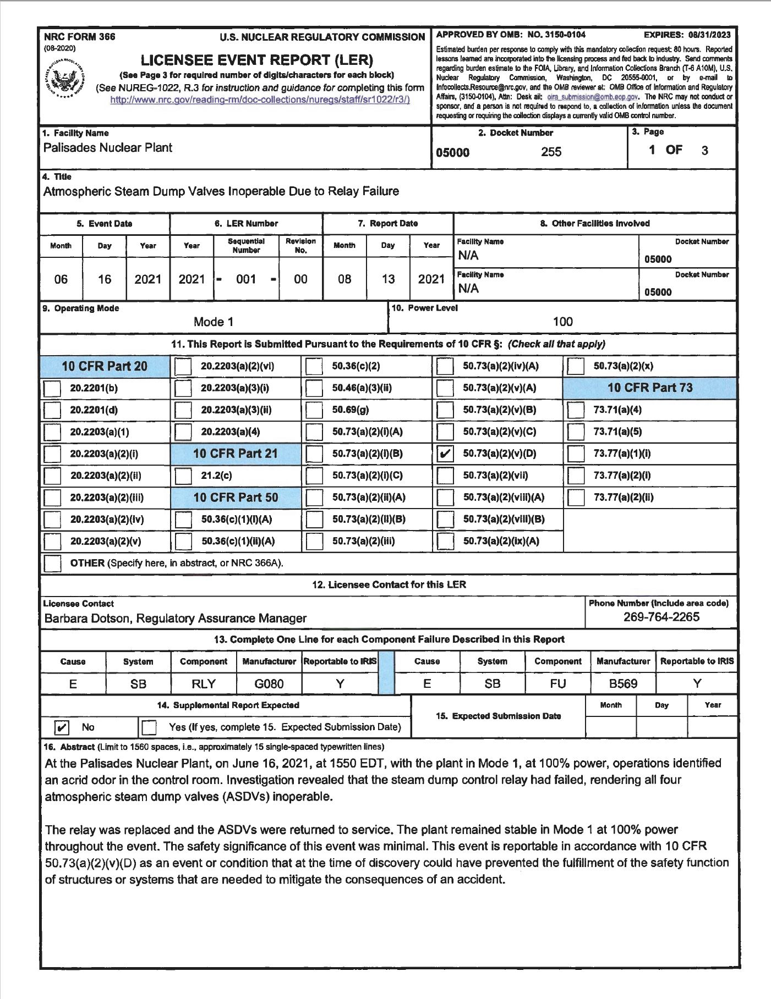 NRC FORM 366
(08-2020)
U.S. NUCLEAR REGULATORY COMMISSION
LICENSEE EVENT REPORT (LER)
(See Page 3 for required number of digits/characters for each block)
(See NUREG-1022, R.3 for instruction and guidance for completing this form
http://www.nrc.gov/reading-rm/doc-collections/nuregs/staff/sr1022/r3/)
APPROVED BY OMB: NO. 3150-0104 EXPIRES: 08/31/2023
Estimated burden per response to comply with this mandatory collection request: 80 hours. Reported
lessons learned are incorporated into the licensing process and fed back to industry. Send comments
regarding burden estimate to the FOIA, Library, and Information Collections Branch (T-6 A10M), U.S.
Nuclear Regulatory Commission, Washington, DC 20555-0001, or by e-mail to
Infocollects.Resource@nrc.gov, and the OMB reviewer at: OMB Office of Information and Regulatory
Affairs, (3150-0104), Attn: Desk ail: oira_submission@omb.eop.gov. The NRC may not conduct or
sponsor, and a person is not required to respond to, a collection of information unless the document
requesting or requiring the collection displays a currently valid OMB control number.
1. Facility Name
Palisades Nuclear Plant
2. Docket Number
05000 255
3. Page
1 OF 3
4. Title
Atmospheric Steam Dump Valves Inoperable Due to Relay Failure
5. Event Date 6. LER Number 7. Report Date 8. Other Facilities Involved
Month Day Year Year Sequential Number Revision No. Month Day Year
06 16 2021 2021 - 001 - 00 08 13 2021
Facility Name Docket Number
N/A 05000
Facility Name Docket Number
N/A 05000
9. Operating Mode
Mode 1
10. Power Level
100
11. This Report is Submitted Pursuant to the Requirements of 10 CFR §: (Check all that apply)
10 CFR Part 20 20.2203(a)(2)(vi) 50.36(c)(2) 50.73(a)(2)(iv)(A) 50.73(a)(2)(x)
20.2201(b) 20.2203(a)(3)(i) 50.46(a)(3)(ii) 50.73(a)(2)(v)(A) 10 CFR Part 73
20.2201(d) 20.2203(a)(3)(ii) 50.69(g) 50.73(a)(2)(v)(B) 73.71(a)(4)
20.2203(a)(1) 20.2203(a)(4) 50.73(a)(2)(i)(A) 50.73(a)(2)(v)(C) 73.71(a)(5)
20.2203(a)(2)(i) 10 CFR Part 21 50.73(a)(2)(i)(B) ✔ 50.73(a)(2)(v)(D) 73.77(a)(1)(i)
20.2203(a)(2)(ii) 21.2(c) 50.73(a)(2)(i)(C) 50.73(a)(2)(vii) 73.77(a)(2)(i)
20.2203(a)(2)(iii) 10 CFR Part 50 50.73(a)(2)(ii)(A) 50.73(a)(2)(viii)(A) 73.77(a)(2)(ii)
20.2203(a)(2)(iv) 50.36(c)(1)(i)(A) 50.73(a)(2)(ii)(B) 50.73(a)(2)(viii)(B)
20.2203(a)(2)(v) 50.36(c)(1)(ii)(A) 50.73(a)(2)(iii) 50.73(a)(2)(ix)(A)
OTHER (Specify here, in abstract, or NRC 366A).
12. Licensee Contact for this LER
Licensee Contact
Barbara Dotson, Regulatory Assurance Manager
Phone Number (Include area code)
269-764-2265
13. Complete One Line for each Component Failure Described in this Report
Cause System Component Manufacturer Reportable to IRIS Cause System Component Manufacturer Reportable to IRIS
E SB RLY G080 Y E SB FU B569 Y
14. Supplemental Report Expected
✔ No Yes (If yes, complete 15. Expected Submission Date)
15. Expected Submission Date
Month Day Year
16. Abstract (Limit to 1560 spaces, i.e., approximately 15 single-spaced typewritten lines)
At the Palisades Nuclear Plant, on June 16, 2021, at 1550 EDT, with the plant in Mode 1, at 100% power, operations identified
an acrid odor in the control room. Investigation revealed that the steam dump control relay had failed, rendering all four
atmospheric steam dump valves (ASDVs) inoperable.
The relay was replaced and the ASDVs were returned to service. The plant remained stable in Mode 1 at 100% power
throughout the event. The safety significance of this event was minimal. This event is reportable in accordance with 10 CFR
50.73(a)(2)(v)(D) as an event or condition that at the time of discovery could have prevented the fulfillment of the safety function
of structures or systems that are needed to mitigate the consequences of an accident.